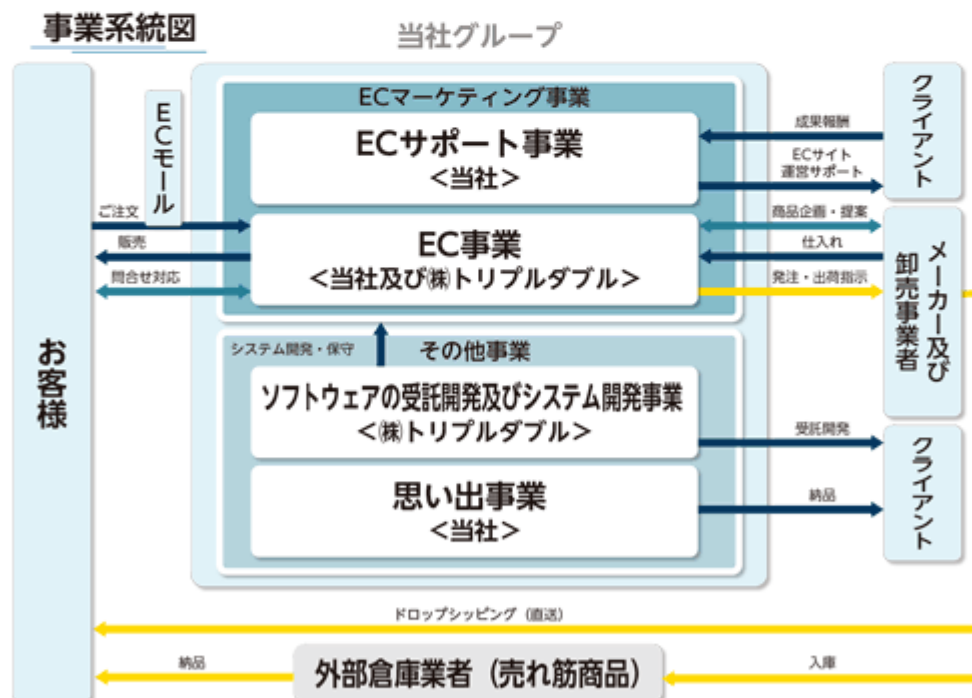 事業系統図
当社グループ
お客様
ECモール
ご注文
販売
問合せ対応
ECマーケティング事業
ECサポート事業
＜当社＞
EC事業
＜当社及び㈱トリプルダブル＞
システム開発・保守
その他事業
ソフトウェアの受託開発及びシステム開発事業
＜㈱トリプルダブル＞
思い出事業
＜当社＞
成果報酬
ECサイト
運営サポート
商品企画・提案
仕入れ
発注・出荷指示
受託開発
納品
クライアント
メーカー及び
卸売事業者
クライアント
ドロップシッピング（直送）
納品
外部倉庫業者（売れ筋商品）
入庫